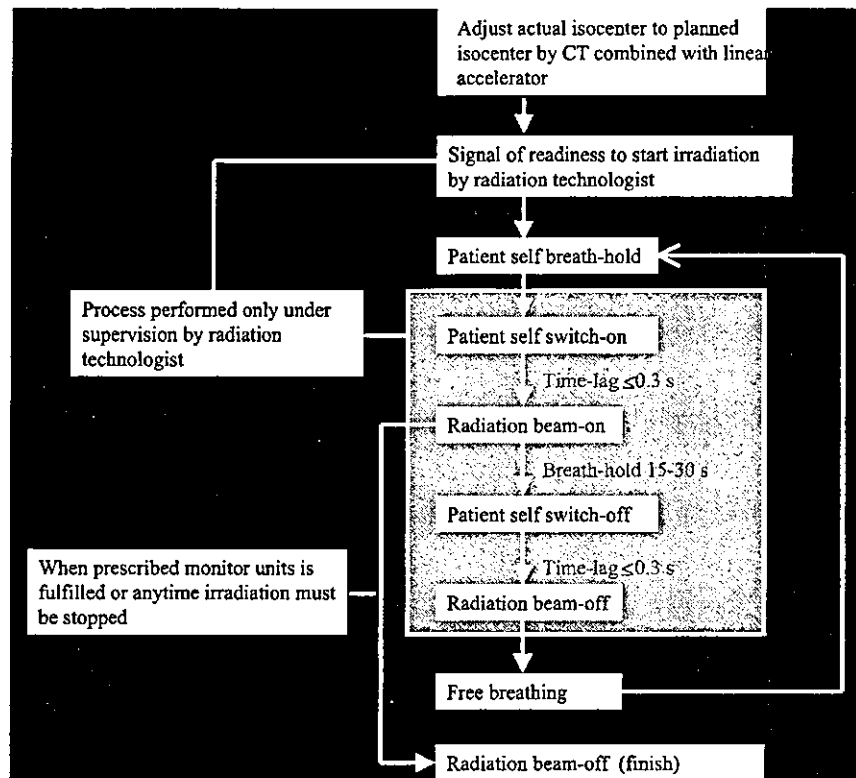 Adjust actual isocenter to planned
isocenter by CT combined with linear
accelerator
Signal of readiness to start irradiation
by radiation technologist
Patient self breath-hold
Process performed only under
supervision by radiation
technologist
Patient self switch-on
Time-lag ≤0.3 s
Radiation beam-on
Breath-hold 15-30 s
Patient self switch-off
When prescribed monitor units is
fulfilled or anytime irradiation must
be stopped
Time-lag ≤0.3 s
Radiation beam-off
Free breathing
Radiation beam-off (finish)